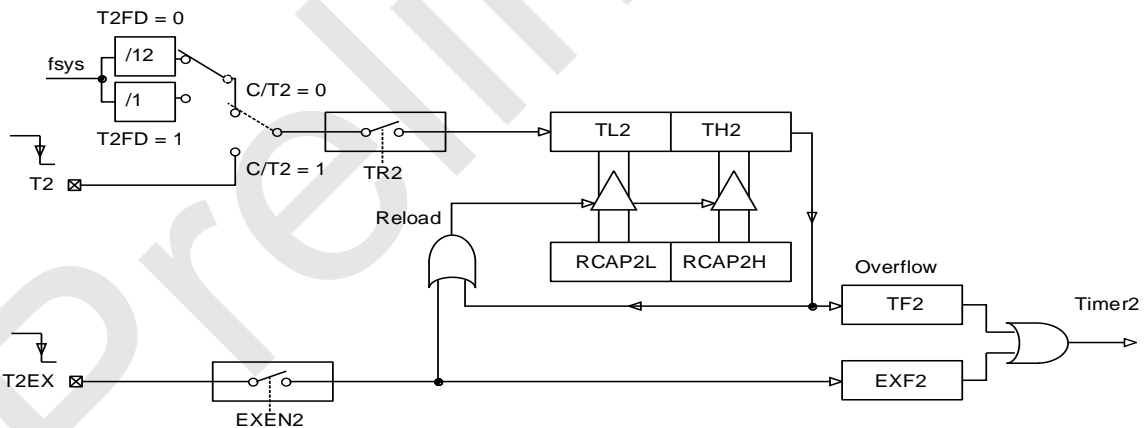 T2FD = 0
/12
fsys
C/T2 = 0
/1
T2FD = 1
TL2
TH2
C/T2 = 1
TR2
T2
Reload
RCAP2L
RCAP2H
Overflow
TF2
Timer2
T2EX
EXF2
EXEN2
Prelim